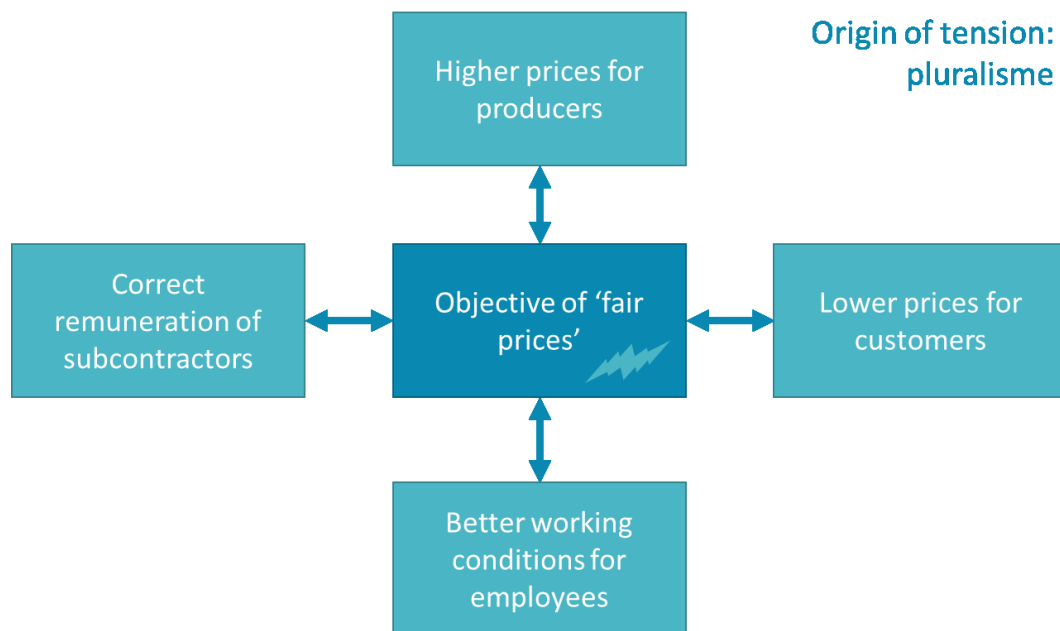 Origin of tension:
pluralisme
Higher prices for
producers
Correct
remuneration of
subcontractors
Objective of ‘fair
prices’
Lower prices for
customers
Better working
conditions for
employees